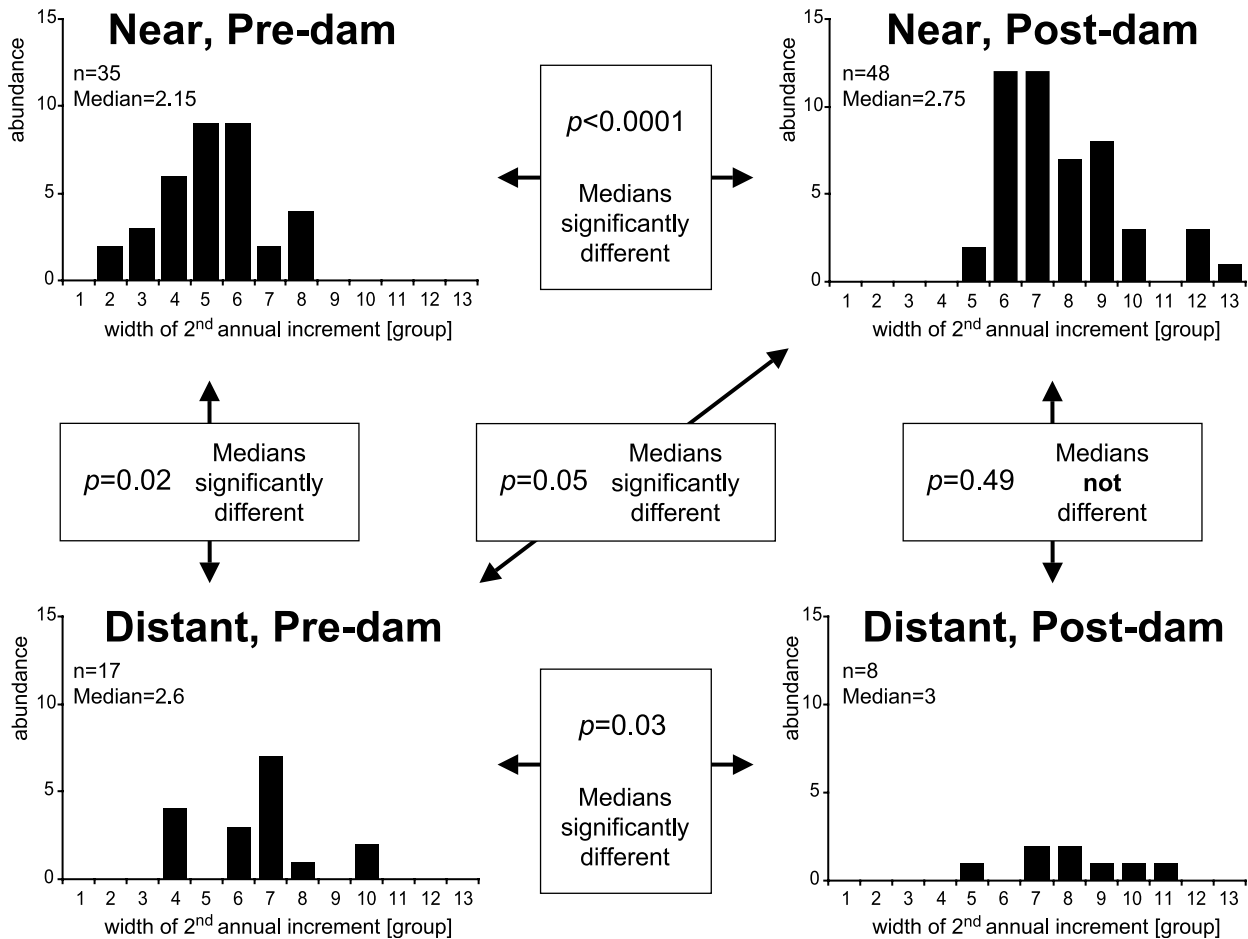 Near, Pre-dam
n=35
Median=2.15
abundance
15
10
5
0
1 2 3 4 5 6 7 8 9 10 11 12 13
width of 2nd annual increment [group]
p<0.0001
Medians
significantly
different
Near, Post-dam
n=48
Median=2.75
abundance
15
10
5
0
1 2 3 4 5 6 7 8 9 10 11 12 13
width of 2nd annual increment [group]
p=0.02
Medians
significantly
different
p=0.05
Medians
significantly
different
p=0.49
Medians
not
different
Distant, Pre-dam
n=17
Median=2.6
abundance
15
10
5
0
1 2 3 4 5 6 7 8 9 10 11 12 13
width of 2nd annual increment [group]
p=0.03
Medians
significantly
different
Distant, Post-dam
n=8
Median=3
abundance
15
10
5
0
1 2 3 4 5 6 7 8 9 10 11 12 13
width of 2nd annual increment [group]